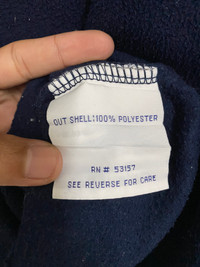 OUT SHELL:100% POLYESTER
RN # 53157
SEE REVERSE FOR CARE